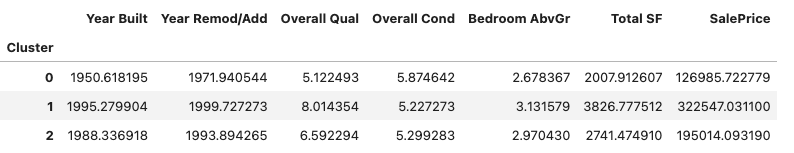 Year Built Year Remod/Add Overall Qual Overall Cond Bedroom AbvGr Total SF SalePrice
Cluster
0 1950.618195 1971.940544 5.122493 5.874642 2.678367 2007.912607 126985.722779
1 1995.279904 1999.727273 8.014354 5.227273 3.131579 3826.777512 322547.031100
2 1988.336918 1993.894265 6.592294 5.299283 2.970430 2741.474910 195014.093190